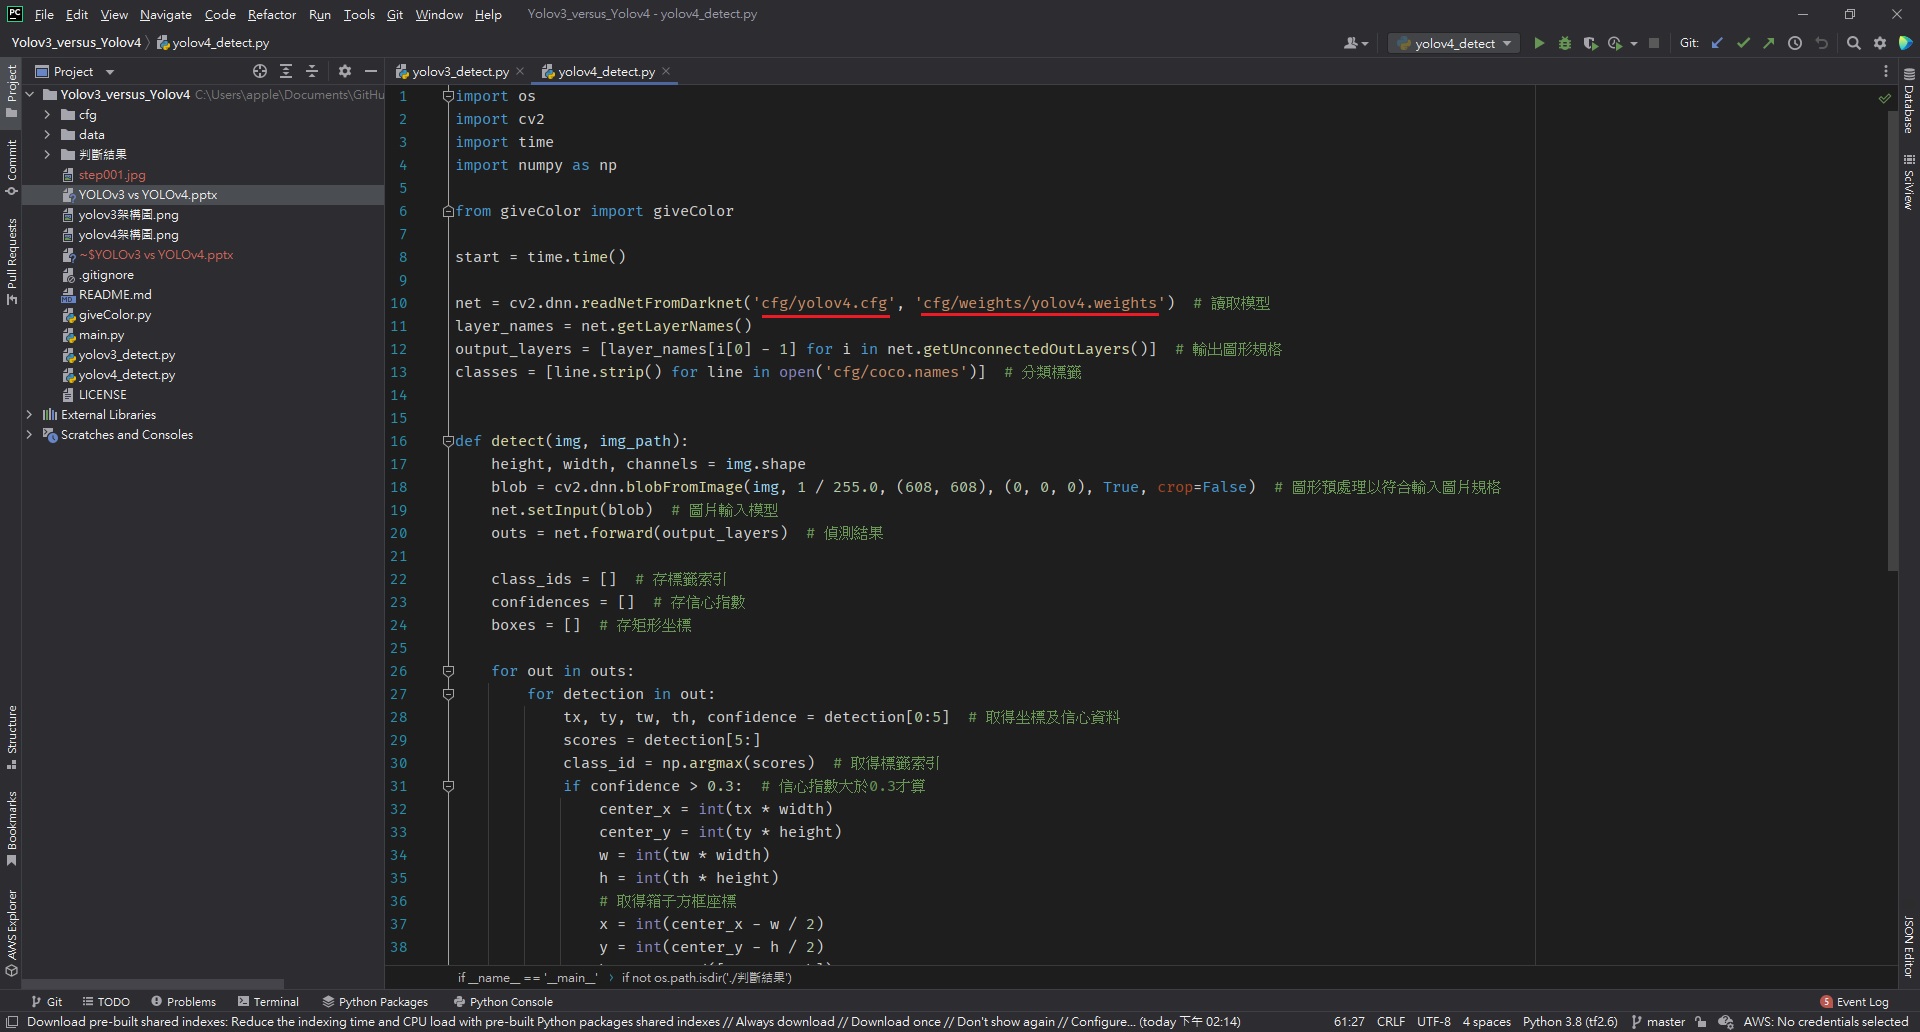 File Edit View Navigate Code Refactor Run Tools Git Window Help Yolov3_versus_Yolov4 - yolov4_detect.py
Yolov3_versus_Yolov4 yolov4_detect.py
yolov4_detect Git:
Project
yolov3_detect.py yolov4_detect.py
Yolov3_versus_Yolov4 C:\Users\apple\Documents\GitHu
cfg
data
判斷結果
step001.jpg
YOLOv3 vs YOLOv4.pptx
yolov3架構圖.png
yolov4架構圖.png
~$YOLOv3 vs YOLOv4.pptx
.gitignore
README.md
giveColor.py
main.py
yolov3_detect.py
yolov4_detect.py
LICENSE
External Libraries
Scratches and Consoles
Project
Commit
Pull Requests
Structure
Bookmarks
AWS Explorer
1 import os
2 import cv2
3 import time
4 import numpy as np
5
6 from giveColor import giveColor
7
8 start = time.time()
9
10 net = cv2.dnn.readNetFromDarknet('cfg/yolov4.cfg', 'cfg/weights/yolov4.weights') # 讀取模型
11 layer_names = net.getLayerNames()
12 output_layers = [layer_names[i[0] - 1] for i in net.getUnconnectedOutLayers()] # 輸出圖形規格
13 classes = [line.strip() for line in open('cfg/coco.names')] # 分類標籤
14
15
16 def detect(img, img_path):
17 height, width, channels = img.shape
18 blob = cv2.dnn.blobFromImage(img, 1 / 255.0, (608, 608), (0, 0, 0), True, crop=False) # 圖形預處理以符合輸入圖片規格
19 net.setInput(blob) # 圖片輸入模型
20 outs = net.forward(output_layers) # 偵測結果
21
22 class_ids = [] # 存標籤索引
23 confidences = [] # 存信心指數
24 boxes = [] # 存矩形坐標
25
26 for out in outs:
27 for detection in out:
28 tx, ty, tw, th, confidence = detection[0:5] # 取得坐標及信心資料
29 scores = detection[5:]
30 class_id = np.argmax(scores) # 取得標籤索引
31 if confidence > 0.3: # 信心指數大於0.3才算
32 center_x = int(tx * width)
33 center_y = int(ty * height)
34 w = int(tw * width)
35 h = int(th * height)
36 # 取得箱子方框座標
37 x = int(center_x - w / 2)
38 y = int(center_y - h / 2)
if __name__ == '__main__' › if not os.path.isdir('./判斷結果')
Database
SciView
JSON Editor
Git TODO Problems Terminal Python Packages Python Console 5 Event Log
Download pre-built shared indexes: Reduce the indexing time and CPU load with pre-built Python packages shared indexes // Always download // Download once // Don't show again // Configure... (today 下午 02:14) 61:27 CRLF UTF-8 4 spaces Python 3.8 (tf2.6) master AWS: No credentials selected